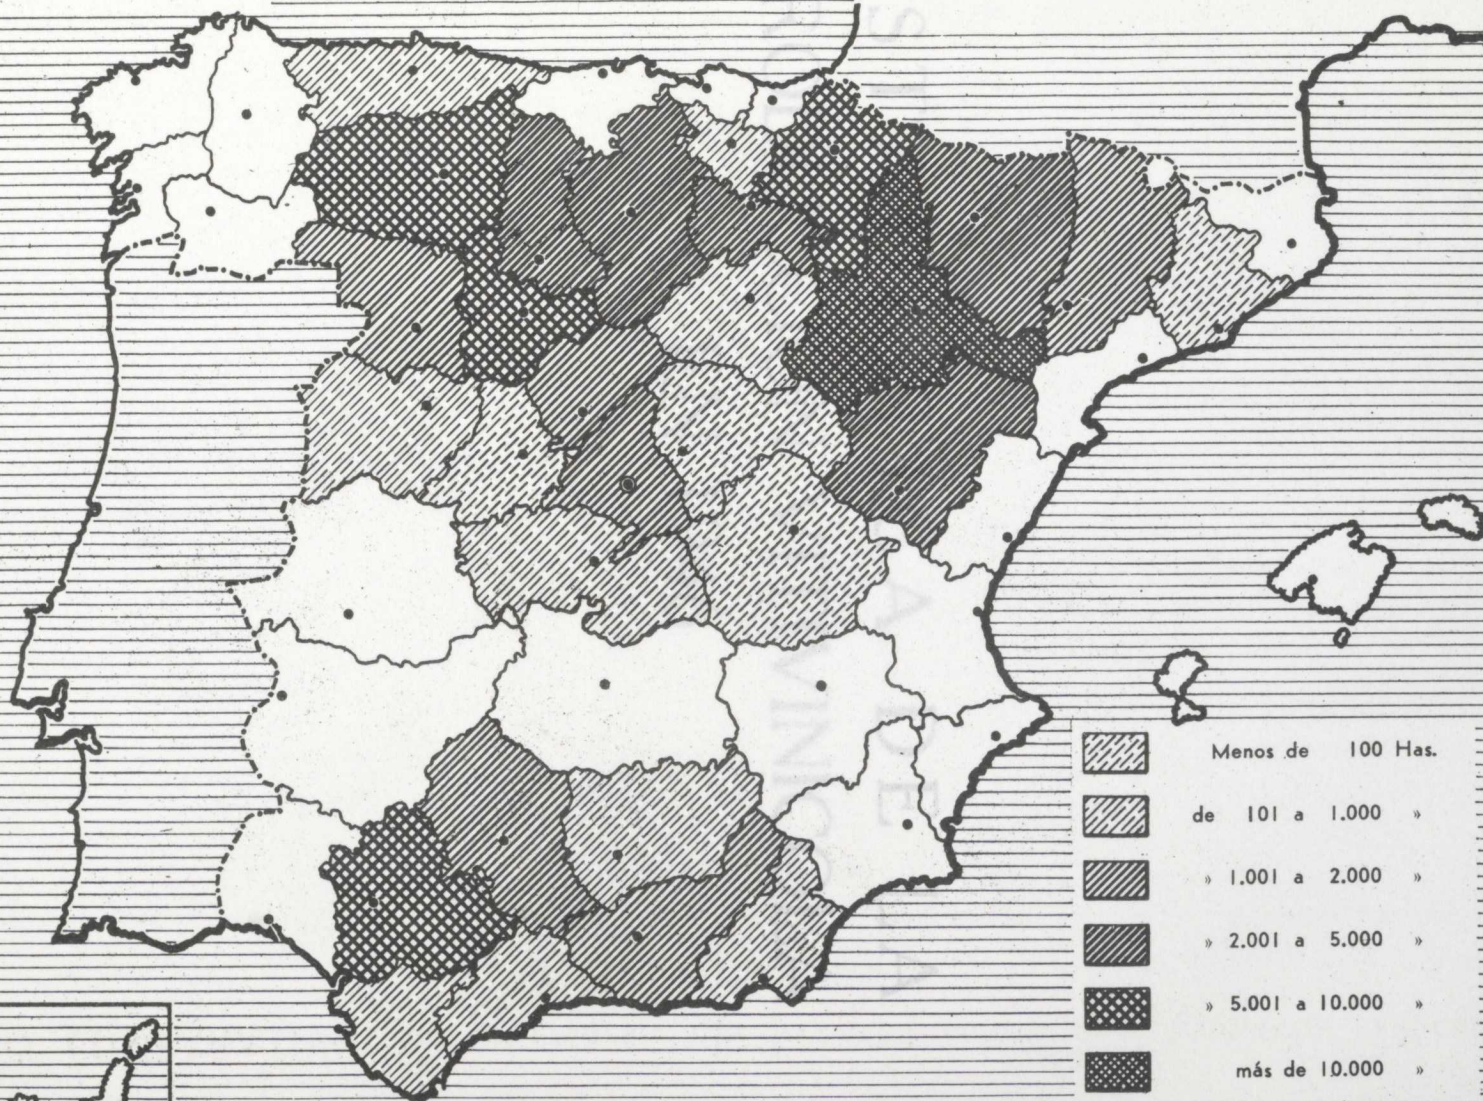 Menos de 100 Has.
de 101 a 1.000 »
» 1.001 a 2.000 »
» 2.001 a 5.000 »
» 5.001 a 10.000 »
más de 10.000 »